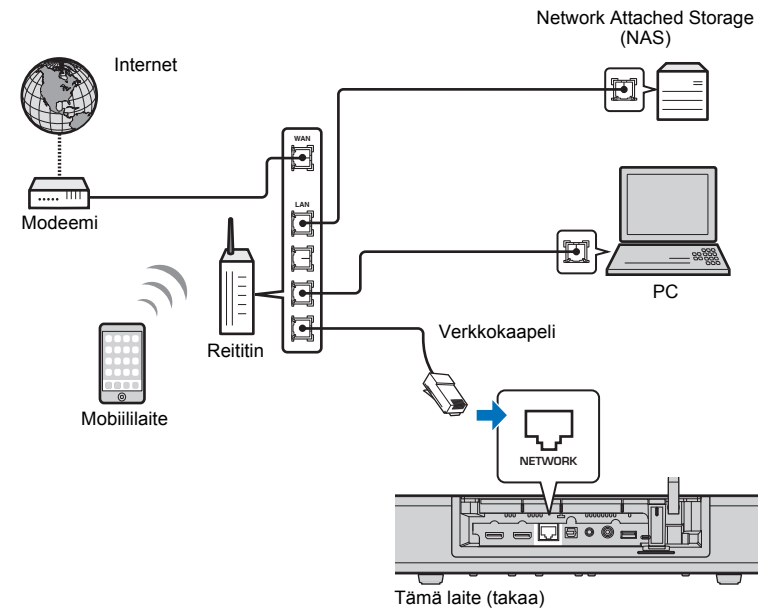 Network Attached Storage
(NAS)
Internet
WAN
LAN
Modeemi
PC
Reititin
Verkkokaapeli
Mobiililaite
NETWORK
Tämä laite (takaa)